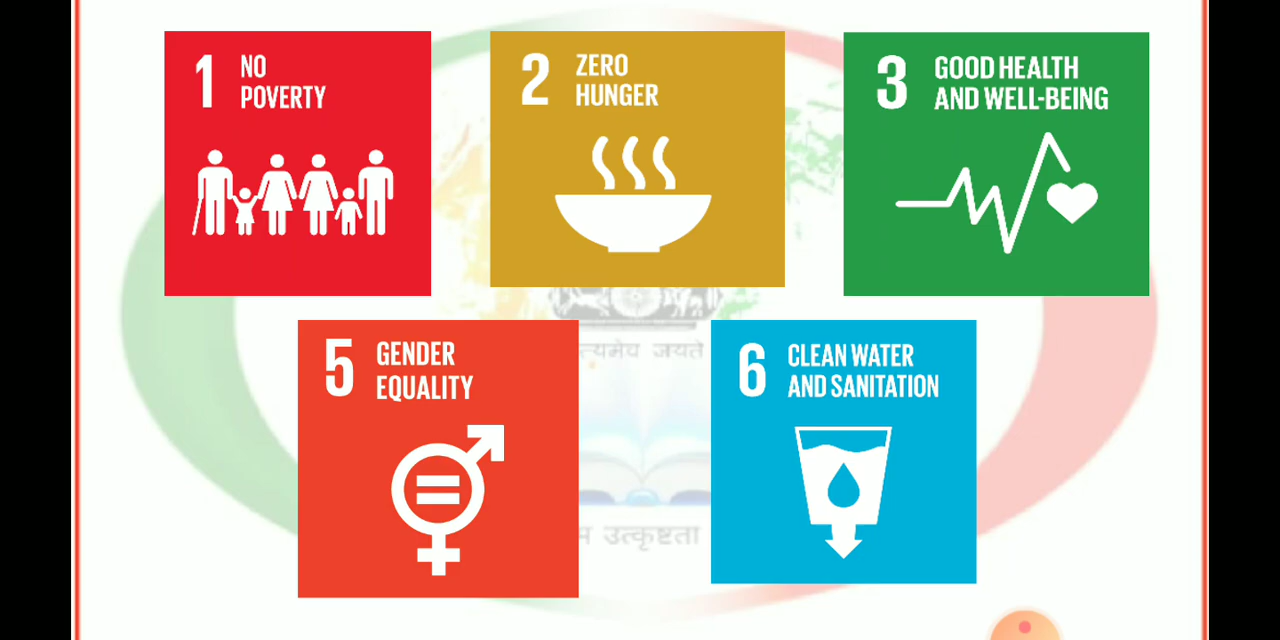 1 NO
POVERTY
2 ZERO
HUNGER
3 GOOD HEALTH
AND WELL-BEING
त्यमेव जयते
5 GENDER
EQUALITY
6 CLEAN WATER
AND SANITATION
उत्कृष्टता